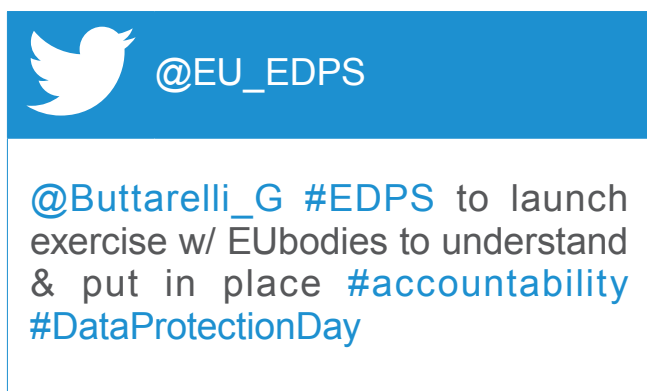 @EU_EDPS
@Buttarelli_G #EDPS to launch
exercise w/ EUbodies to understand
& put in place #accountability
#DataProtectionDay